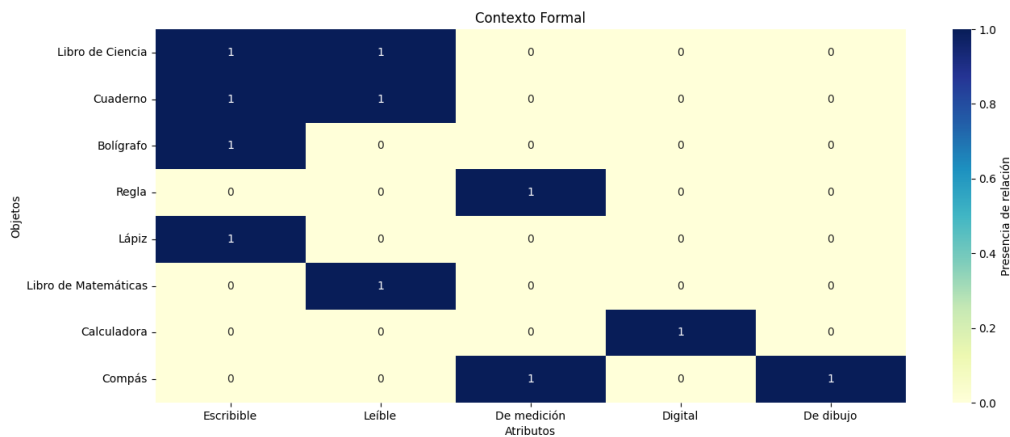 Contexto Formal
Libro de Ciencia 1 1 0 0 0
Cuaderno 1 1 0 0 0
Bolígrafo 1 0 0 0 0
Regla 0 0 1 0 0
Lápiz 1 0 0 0 0
Libro de Matemáticas 0 1 0 0 0
Calculadora 0 0 0 1 0
Compás 0 0 1 0 1
Escribible Leíble De medición Digital De dibujo
Atributos
Objetos
1.0
0.8
0.6
0.4
0.2
0.0
Presencia de relación